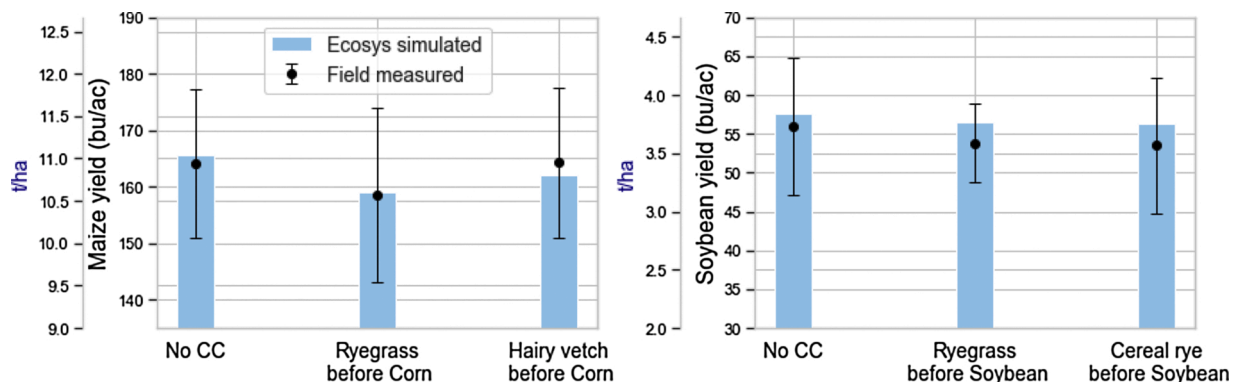 12.5
12.0
11.5
11.0
10.5
10.0
9.5
9.0
t/ha
Maize yield (bu/ac)
190
180
170
160
150
140
Ecosys simulated
Field measured
No CC
Ryegrass
before Corn
Hairy vetch
before Corn
4.5
4.0
3.5
3.0
2.5
2.0
t/ha
Soybean yield (bu/ac)
70
65
60
55
50
45
40
35
30
No CC
Ryegrass
before Soybean
Cereal rye
before Soybean